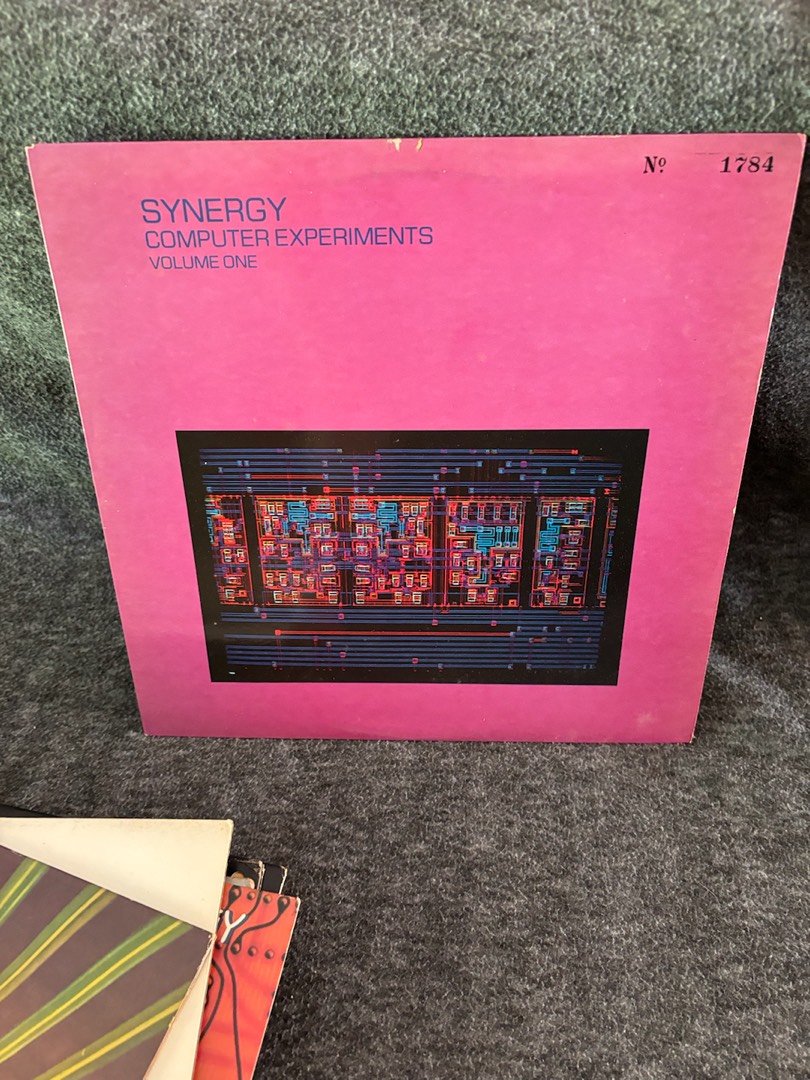 Nº 1784
SYNERGY
COMPUTER EXPERIMENTS
VOLUME ONE
Y